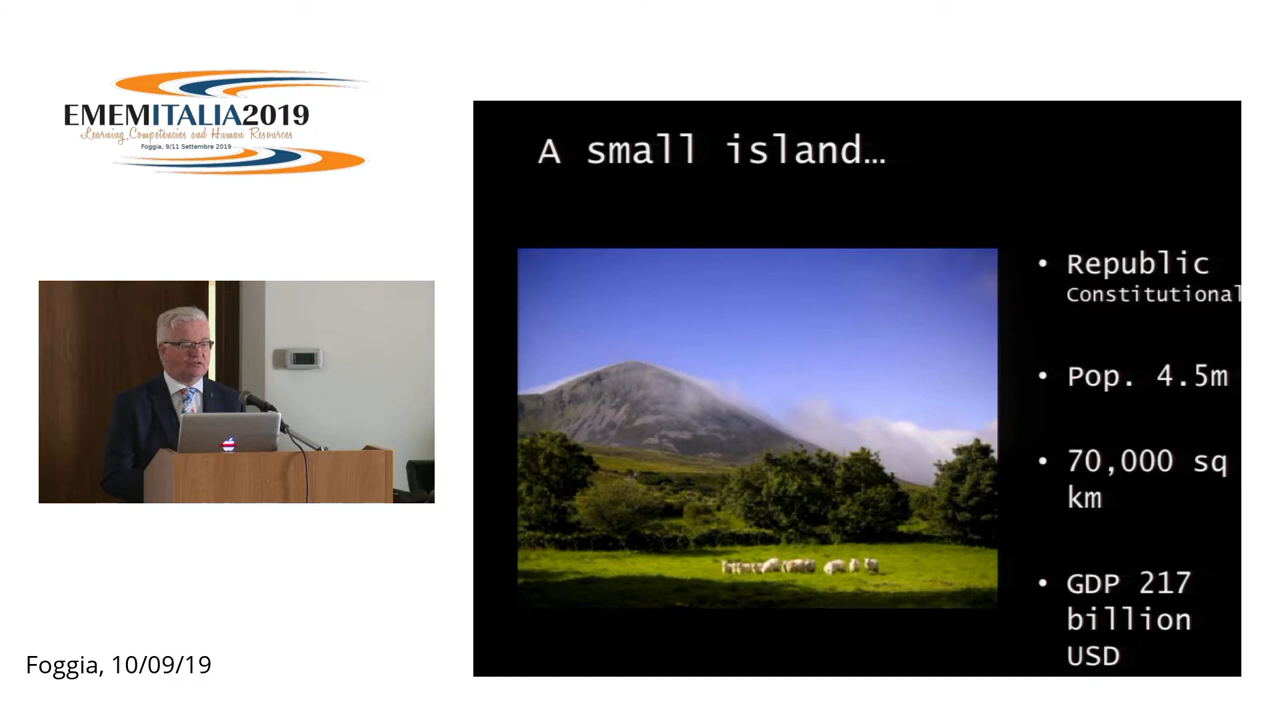 EMEMITALIA2019
Learning, Competencies and Human Resources
Foggia, 9/11 Settembre 2019
A small island…
• Republic
Constitutional
• Pop. 4.5m
• 70,000 sq
km
• GDP 217
billion
USD
Foggia, 10/09/19